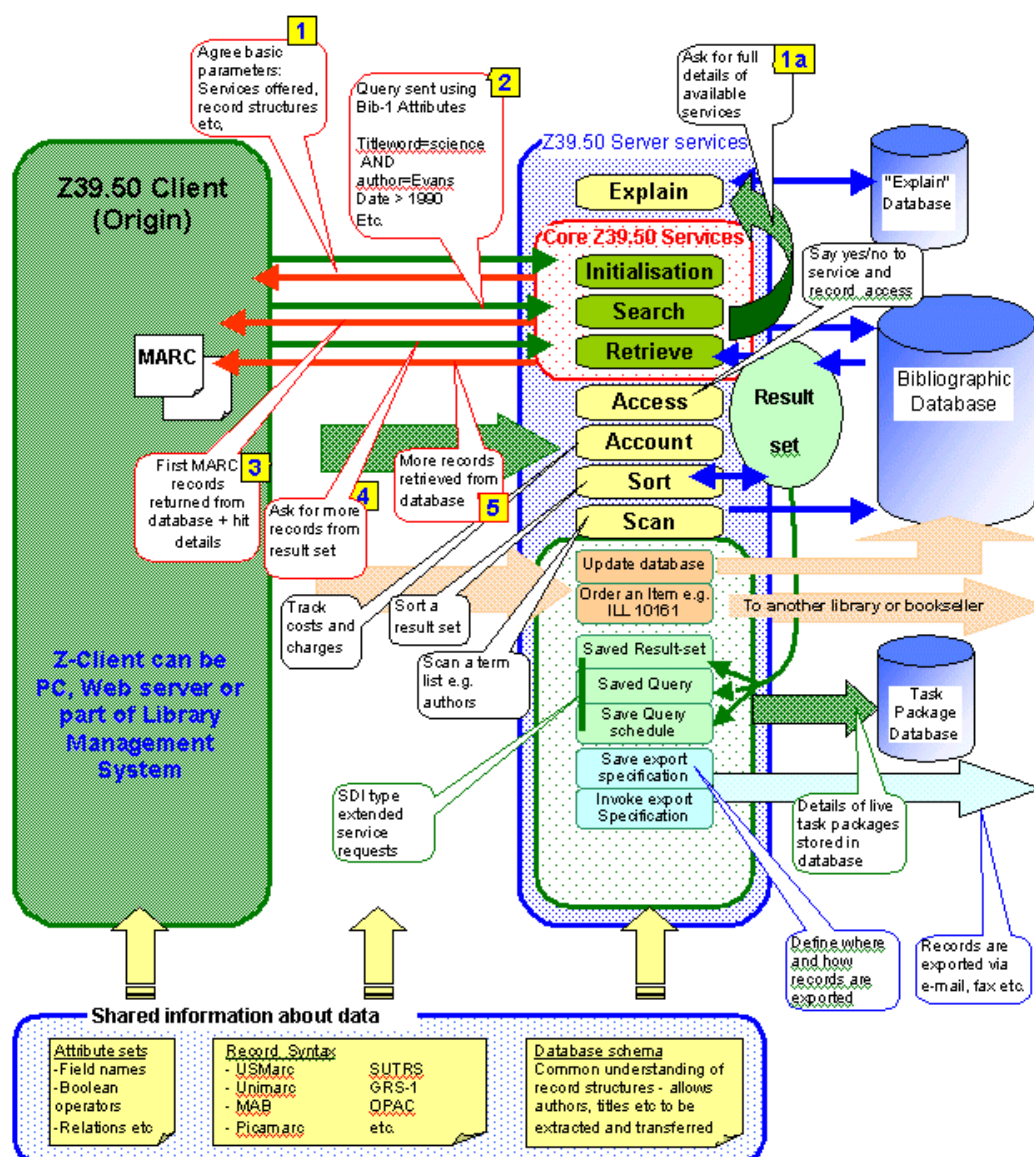 1
Agree basic
parameters:
Services offered,
record structures
etc,
2
Query sent using
Bib-1 Attributes
Titleword=science
AND
author=Evans
Date > 1990
Etc.
1a
Ask for full
details of
available
services
Z39.50 Client
(Origin)
Z39.50 Server services
Explain
"Explain"
Database
Core Z39.50 Services
Initialisation
Search
Retrieve
Say yes/no to
service and
record access
MARC
Access
Account
Sort
Scan
Result
set
Bibliographic
Database
3
First MARC
records
returned from
database + hit
details
4
Ask for more
records from
result set
More records
retrieved from
database
5
Track
costs and
charges
Sort a
result set
Scan a term
list e.g.
authors
Update database
Order an Item e.g.
ILL 10161
To another library or bookseller
Z-Client can be
PC, Web server or
part of Library
Management
System
Saved Result-set
Saved Query
Save Query
schedule
Save export
specification
Invoke export
Specification
Task
Package
Database
SDI type
extended
service
requests
Details of live
task packages
stored in
database
Define where
and how
records are
exported
Records are
exported via
e-mail, fax etc.
Shared information about data
Attribute sets
-Field names
-Boolean
operators
-Relations etc
Record Syntax
- USMarc SUTRS
- Unimarc GRS-1
- MAB OPAC
- Picamarc etc.
Database schema
Common understanding of
record structures - allows
authors, titles etc to be
extracted and transferred